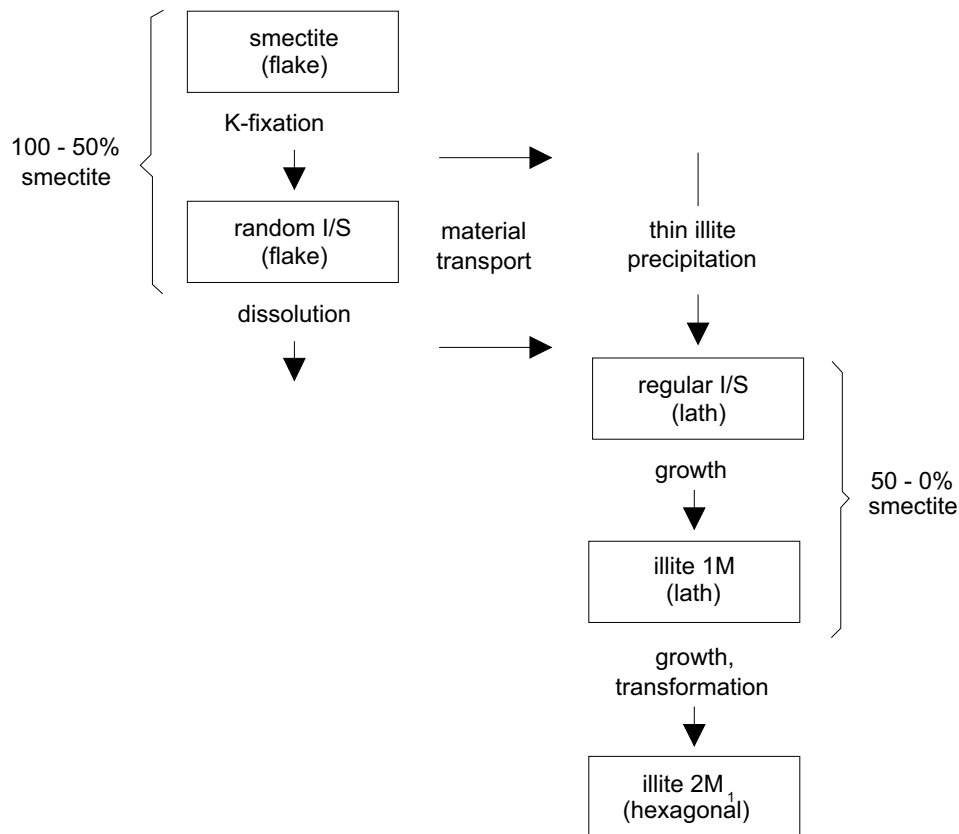 smectite
(flake)
K-fixation
100 - 50%
smectite
random I/S
(flake)
material
transport
thin illite
precipitation
dissolution
regular I/S
(lath)
growth
50 - 0%
smectite
illite 1M
(lath)
growth,
transformation
illite 2M₁
(hexagonal)